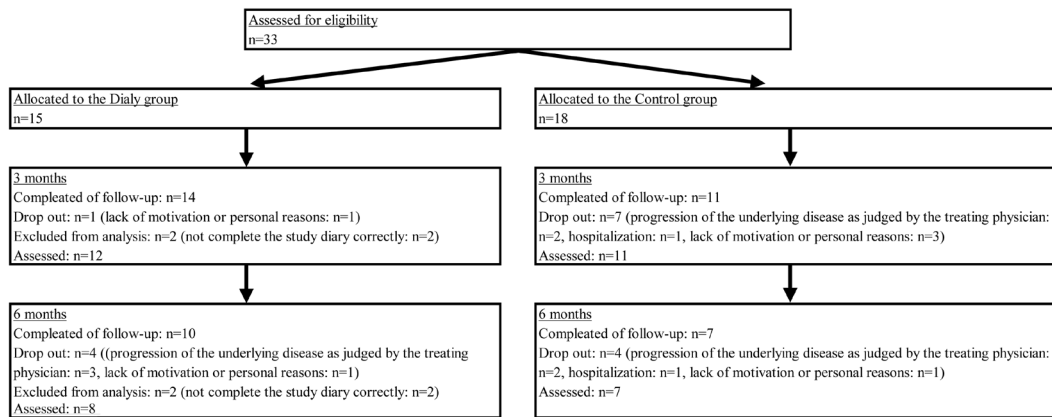 Assessed for eligibility
n=33
Allocated to the Dialy group
n=15
Allocated to the Control group
n=18
3 months
Compleated of follow-up: n=14
Drop out: n=1 (lack of motivation or personal reasons: n=1)
Excluded from analysis: n=2 (not complete the study diary correctly: n=2)
Assessed: n=12
3 months
Compleated of follow-up: n=11
Drop out: n=7 (progression of the underlying disease as judged by the treating physician:
n=2, hospitalization: n=1, lack of motivation or personal reasons: n=3)
Assessed: n=11
6 months
Compleated of follow-up: n=10
Drop out: n=4 ((progression of the underlying disease as judged by the treating
physician: n=3, lack of motivation or personal reasons: n=1)
Excluded from analysis: n=2 (not complete the study diary correctly: n=2)
Assessed: n=8
6 months
Compleated of follow-up: n=7
Drop out: n=4 (progression of the underlying disease as judged by the treating physician:
n=2, hospitalization: n=1, lack of motivation or personal reasons: n=1)
Assessed: n=7